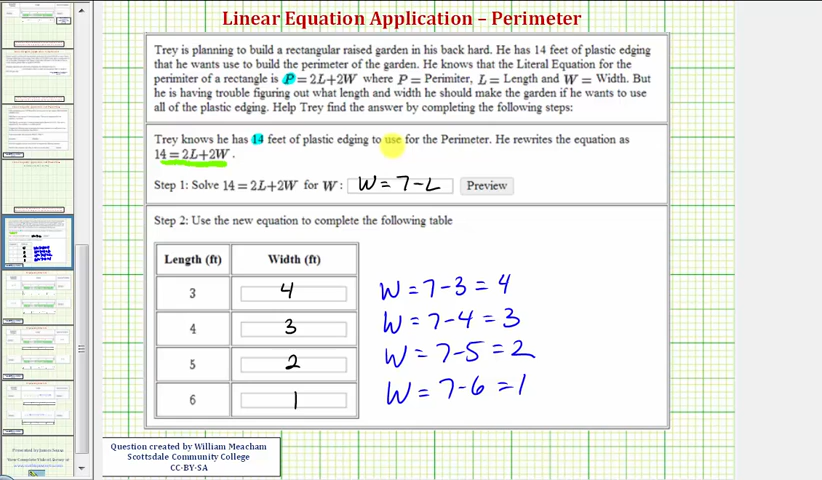 Linear Equation Application – Perimeter
Trey is planning to build a rectangular raised garden in his back hard. He has 14 feet of plastic edging
that he wants use to build the perimeter of the garden. He knows that the Literal Equation for the
perimiter of a rectangle is P = 2L+2W where P = Perimiter, L = Length and W = Width. But
he is having trouble figuring out what length and width he should make the garden if he wants to use
all of the plastic edging. Help Trey find the answer by completing the following steps:
Trey knows he has 14 feet of plastic edging to use for the Perimeter. He rewrites the equation as
14 = 2L+2W.
Step 1: Solve 14 = 2L+2W for W: W = 7-L Preview
Step 2: Use the new equation to complete the following table
Length (ft) Width (ft)
3 4 W = 7-3 = 4
4 3 W = 7-4 = 3
5 2 W = 7-5 = 2
6 1 W = 7-6 = 1
Question created by William Meacham
Scottsdale Community College
CC-BY-SA